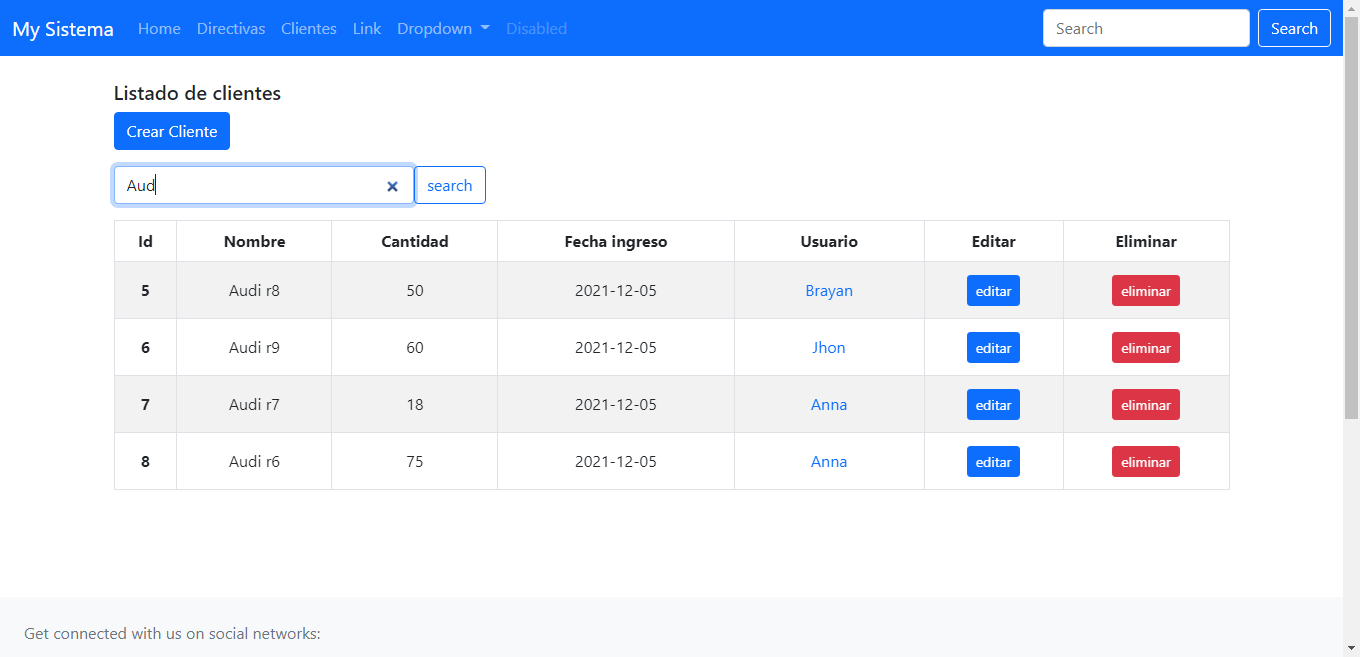 My Sistema Home Directivas Clientes Link Dropdown Disabled Search Search
Listado de clientes
Crear Cliente
Aud search
Id Nombre Cantidad Fecha ingreso Usuario Editar Eliminar
5 Audi r8 50 2021-12-05 Brayan editar eliminar
6 Audi r9 60 2021-12-05 Jhon editar eliminar
7 Audi r7 18 2021-12-05 Anna editar eliminar
8 Audi r6 75 2021-12-05 Anna editar eliminar
Get connected with us on social networks: